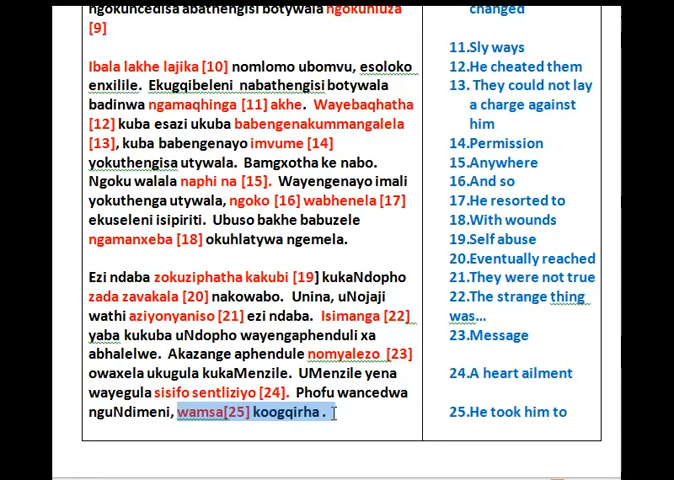 ngokuncedisa abathengisi botywala ngokuhluza
[9]
Ibala lakhe lajika [10] nomlomo ubomvu, esoloko
enxilile. Ekugqibeleni nabathengisi botywala
badinwa ngamaqhinga [11] akhe. Wayebaqhatha
[12] kuba esazi ukuba babengenakummangalela
[13], kuba babengenayo imvume [14]
yokuthengisa utywala. Bamgxotha ke nabo.
Ngoku walala naphi na [15]. Wayengenayo imali
yokuthenga utywala, ngoko [16] wabhenela [17]
ekuseleni isipiriti. Ubuso bakhe babuzele
ngamanxeba [18] okuhlatywa ngemela.
Ezi ndaba zokuziphatha kakubi [19] kukaNdopho
zada zavakala [20] nakowabo. Unina, uNojaji
wathi aziyonyaniso [21] ezi ndaba. Isimanga [22]
yaba kukuba uNdopho wayengaphenduli xa
abhalelwe. Akazange aphendule nomyalezo [23]
owaxela ukugula kukaMenzile. UMenzile yena
wayegula sisifo sentliziyo [24]. Phofu wancedwa
nguNdimeni, wamsa[25] koogqirha .
changed
11.Sly ways
12.He cheated them
13. They could not lay
a charge against
him
14.Permission
15.Anywhere
16.And so
17.He resorted to
18.With wounds
19.Self abuse
20.Eventually reached
21.They were not true
22.The strange thing
was...
23.Message
24.A heart ailment
25.He took him to